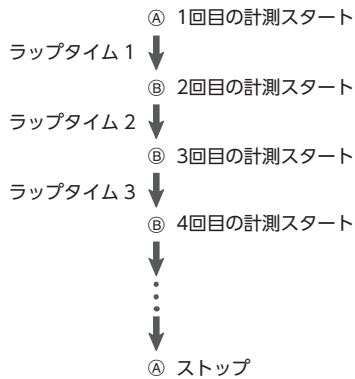 Ⓐ 1回目の計測スタート
ラップタイム 1
Ⓑ 2回目の計測スタート
ラップタイム 2
Ⓑ 3回目の計測スタート
ラップタイム 3
Ⓑ 4回目の計測スタート
Ⓐ ストップ